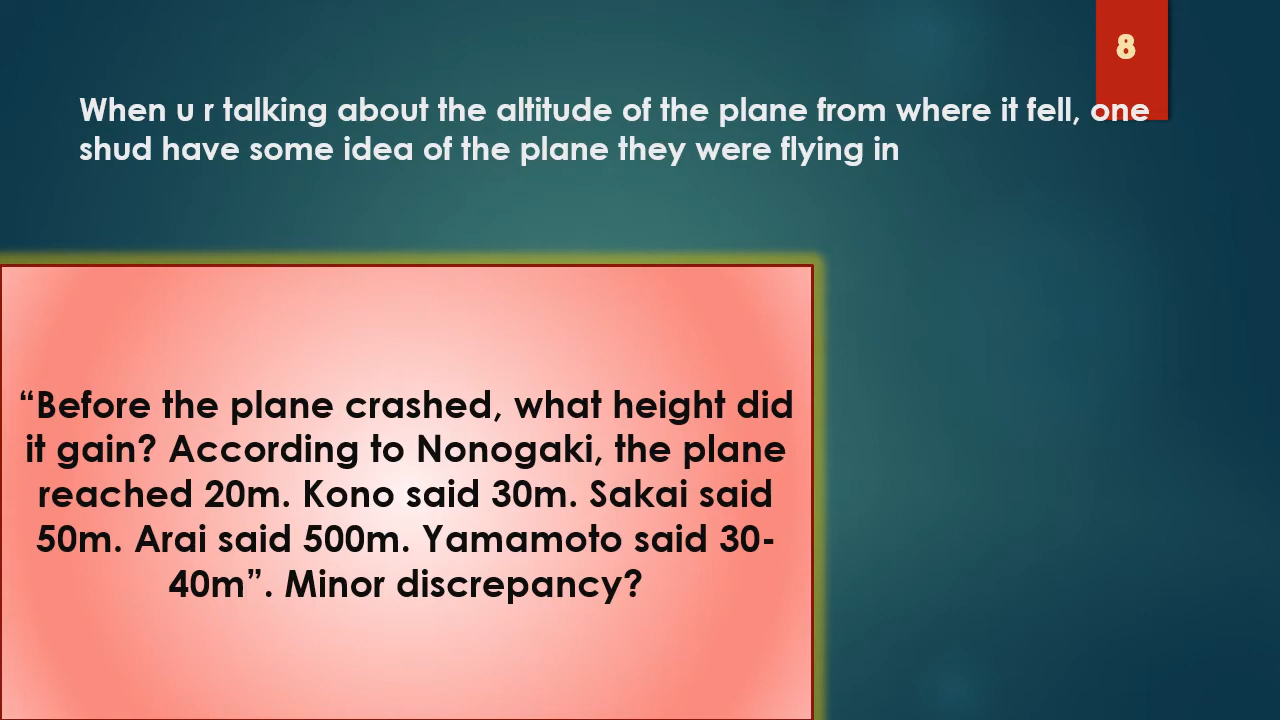 8
When u r talking about the altitude of the plane from where it fell, one
shud have some idea of the plane they were flying in
“Before the plane crashed, what height did
it gain? According to Nonogaki, the plane
reached 20m. Kono said 30m. Sakai said
50m. Arai said 500m. Yamamoto said 30-
40m”. Minor discrepancy?